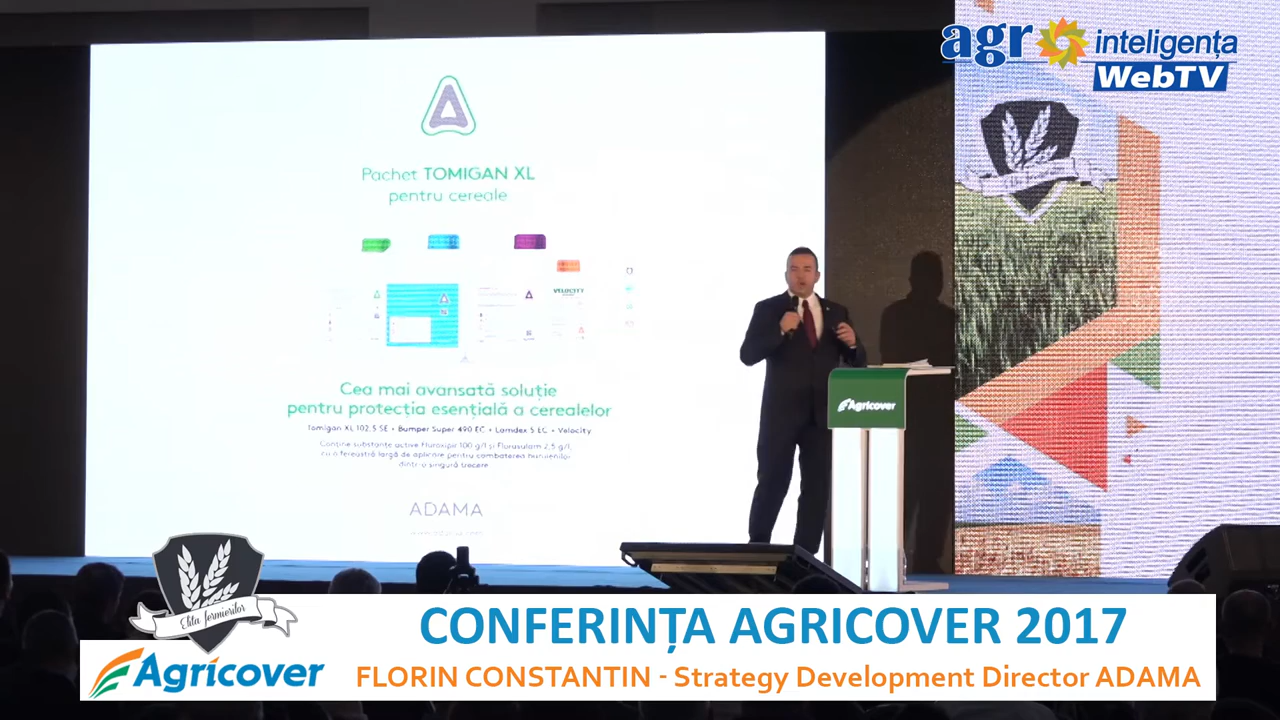 agr inteligența
WebTV
Pachet TOMIGAN XL
pentru cereale
VELOCITY
Cea mai
pentru protecția esențială a cerealelor
Tomigan XL 102,5 SE • Bumper Super 490 EC • Lamdex 5 EC • Velocity
Conține substanțe active Fluroxipir 100 g/l Florasulam 2,5 g/l,
cu o fereastră largă de aplicare pentru combaterea buruienilor
dintr-o singură trecere
ADAMA
Agricover
Elita fermierilor
CONFERINȚA AGRICOVER 2017
Agricover
FLORIN CONSTANTIN - Strategy Development Director ADAMA